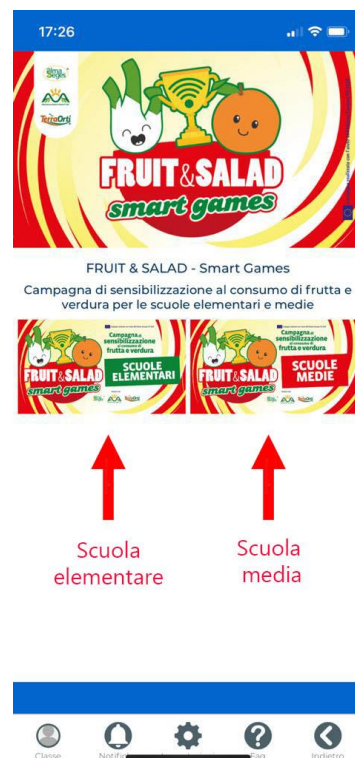 17:26
TerraOrti
FRUIT&SALAD
smart games
FRUIT & SALAD - Smart Games
Campagna di sensibilizzazione al consumo di frutta e
verdura per le scuole elementari e medie
Campagna di
sensibilizzazione
al consumo di
frutta e verdura
FRUIT&SALAD
smart games
SCUOLE
ELEMENTARI
Campagna di
sensibilizzazione
al consumo di
frutta e verdura
FRUIT&SALAD
smart games
SCUOLE
MEDIE
Scuola
elementare
Scuola
media
Classe
Faq
Indietro